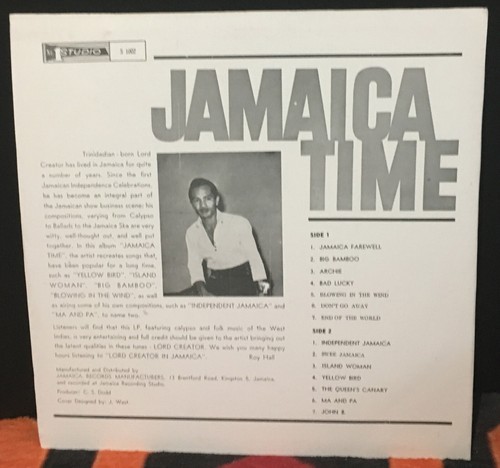 STUDIO
S 1002
JAMAICA
TIME
Trinidadian - born Lord
Creator has lived in Jamaica for quite
a number of years. Since the first
Jamaican Independence Celebrations,
he has become an integral part of
the Jamaican show business scene; his
compositions, varying from Calypso
to Ballads to the Jamaica Ska are very
witty, well-thought out, and well put
together. In this album "JAMAICA
TIME", the artist recreates songs that
have been popular for a long time,
such as "YELLOW BIRD", "ISLAND
WOMAN", "BIG BAMBOO",
"BLOWING IN THE WIND", as well
as airing some of his own compositions, such as "INDEPENDENT JAMAICA" and
"MA AND PA", to name two.
Listeners will find that this L.P. featuring calypso and folk music of the West
Indies, is very entertaining and full credit should be given to the artist bringing out
the latent qualities in these tunes - LORD CREATOR. We wish you many happy
hours listening to "LORD CREATOR IN JAMAICA". Roy Hall
Manufactured and Distributed by
JAMAICA RECORDS MANUFACTURERS, 13 Brentford Road, Kingston 5, Jamaica,
and recorded at Jamaica Recording Studio.
Producer: C. S. Dodd
Cover Designed by: J. West
SIDE 1
1. JAMAICA FAREWELL
2. BIG BAMBOO
3. ARCHIE
4. BAD LUCKY
5. BLOWING IN THE WIND
6. DON'T GO AWAY
7. END OF THE WORLD
SIDE 2
1. INDEPENDENT JAMAICA
2. JAMAICA
3. ISLAND WOMAN
4. YELLOW BIRD
5. THE QUEEN'S CANARY
6. MA AND PA
7. JOHN B.